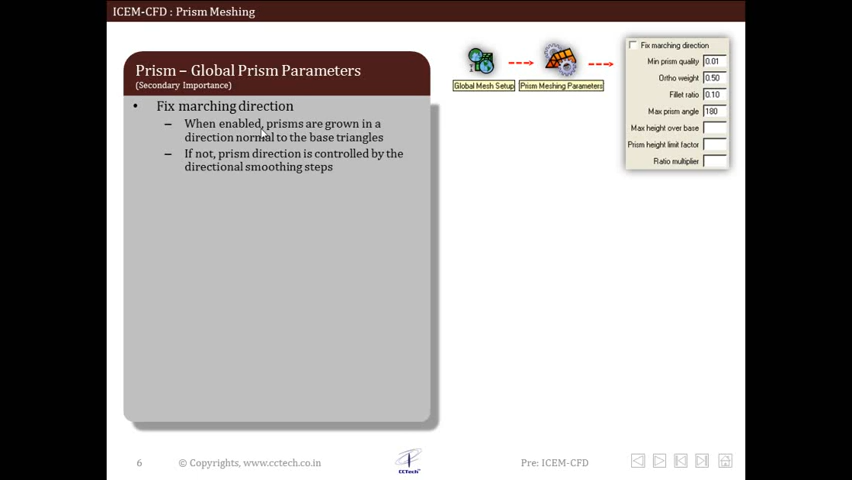 ICEM-CFD : Prism Meshing
Prism – Global Prism Parameters
(Secondary Importance)
• Fix marching direction
– When enabled, prisms are grown in a
direction normal to the base triangles
– If not, prism direction is controlled by the
directional smoothing steps
Global Mesh Setup
Prism Meshing Parameters
Fix marching direction
Min prism quality 0.01
Ortho weight 0.50
Fillet ratio 0.10
Max prism angle 180
Max height over base
Prism height limit factor
Ratio multiplier
6 © Copyrights, www.cctech.co.in
CCTech
Pre: ICEM-CFD